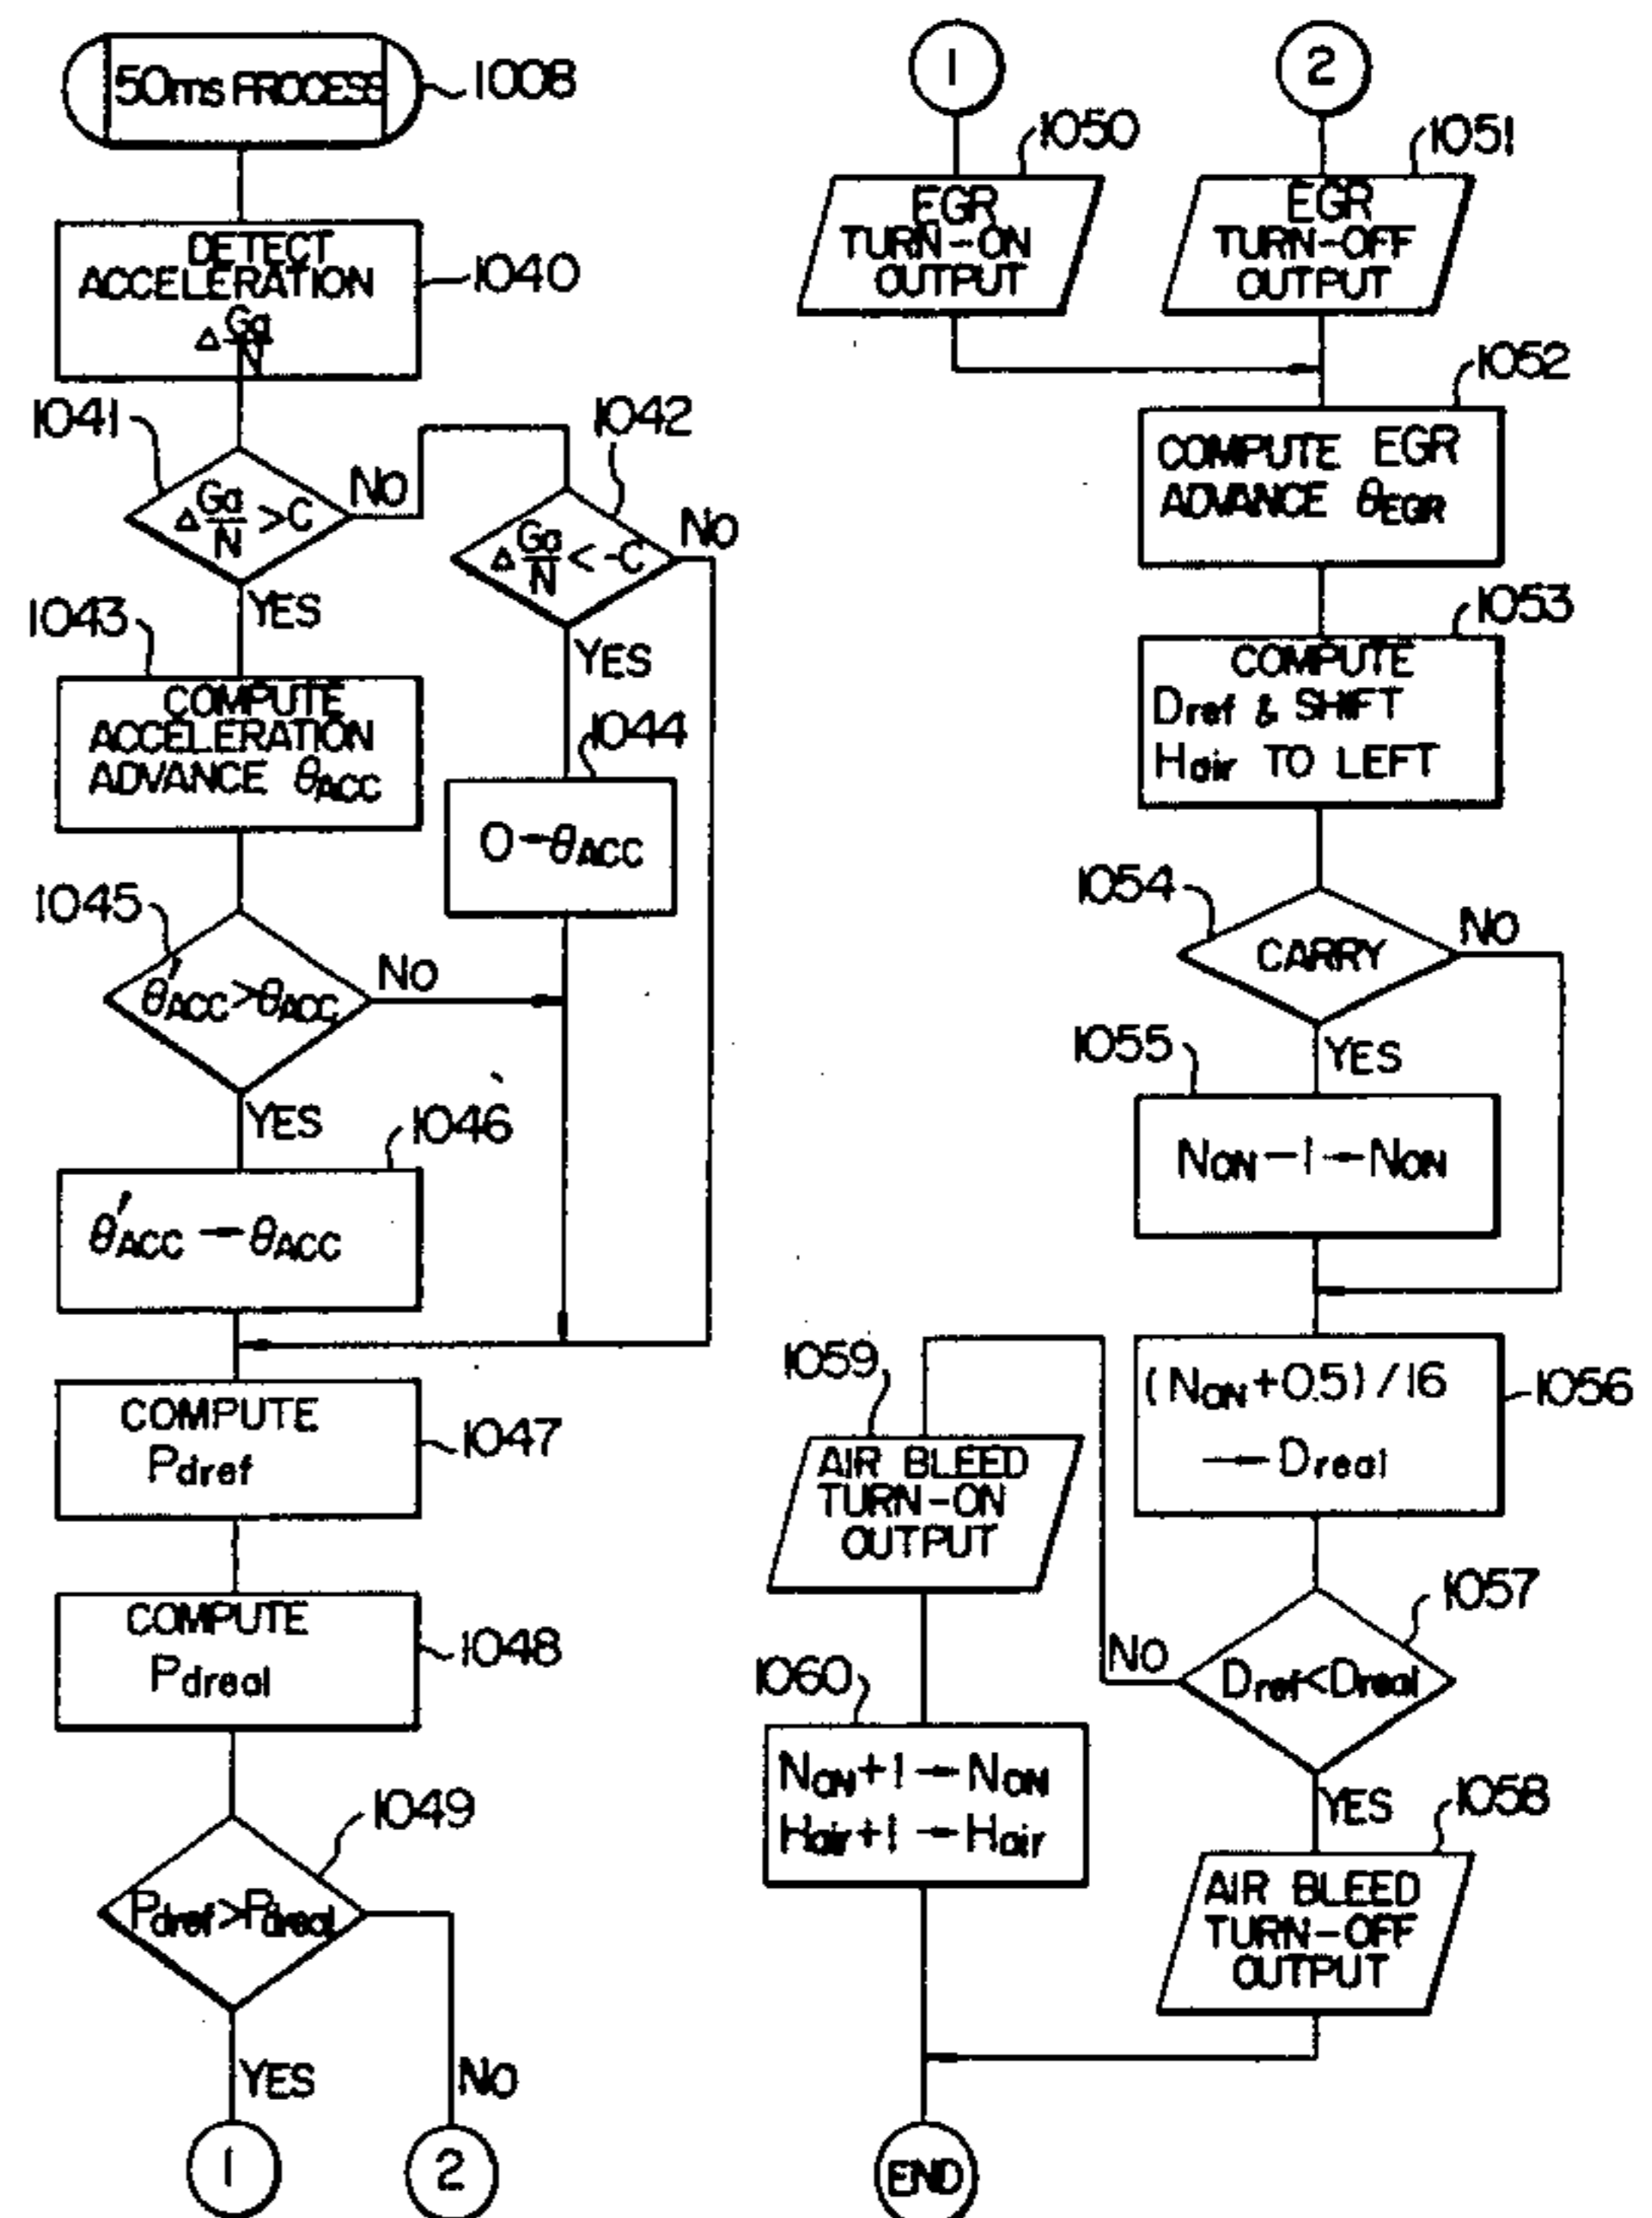 50ms PROCESS
1008
DETECT
ACCELERATION
Δ Ga/N
1040
1041
Δ Ga/N >C
NO
YES
1042
Δ Ga/N < -C
NO
YES
1043
COMPUTE
ACCELERATION
ADVANCE θACC
1044
0→θACC
1045
θ'ACC>θACC
NO
YES
1046
θ'ACC → θACC
COMPUTE
Pdref
1047
COMPUTE
Pdreal
1048
1049
Pdref>Pdreal
YES
NO
1
2
1
2
1050
EGR
TURN-ON
OUTPUT
1051
EGR
TURN-OFF
OUTPUT
1052
COMPUTE EGR
ADVANCE θEGR
1053
COMPUTE
Dref & SHIFT
Hair TO LEFT
1054
CARRY
NO
YES
1055
NON-1→NON
(NON+0.5)/16
→ Dreal
1056
1057
Dref<Dreal
NO
YES
1058
AIR BLEED
TURN-OFF
OUTPUT
1059
AIR BLEED
TURN-ON
OUTPUT
1060
NON+1→NON
Hair+1→Hair
END